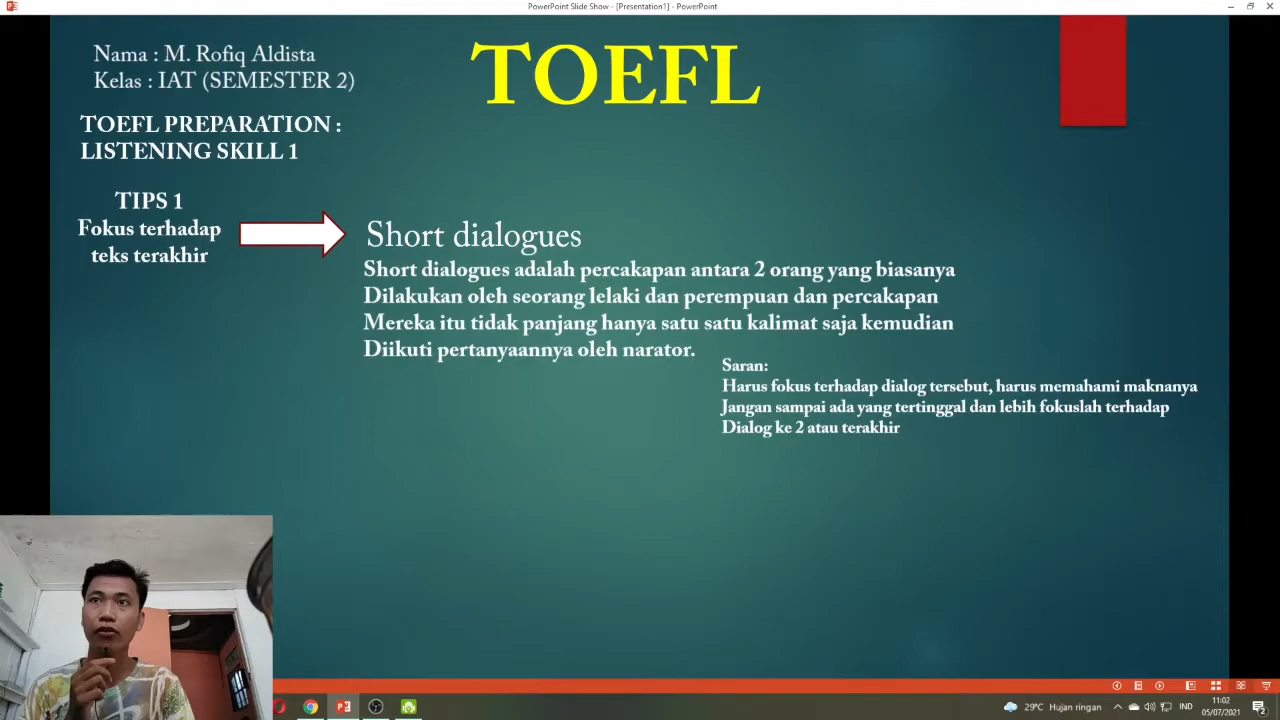 PowerPoint Slide Show - [Presentation1] - PowerPoint
Nama : M. Rofiq Aldista
Kelas : IAT (SEMESTER 2)
TOEFL
TOEFL PREPARATION :
LISTENING SKILL 1
TIPS 1
Fokus terhadap
teks terakhir
Short dialogues
Short dialogues adalah percakapan antara 2 orang yang biasanya
Dilakukan oleh seorang lelaki dan perempuan dan percakapan
Mereka itu tidak panjang hanya satu satu kalimat saja kemudian
Diikuti pertanyaannya oleh narator.
Saran:
Harus fokus terhadap dialog tersebut, harus memahami maknanya
Jangan sampai ada yang tertinggal dan lebih fokuslah terhadap
Dialog ke 2 atau terakhir
29°C Hujan ringan
IND
11:02
05/07/2021
2